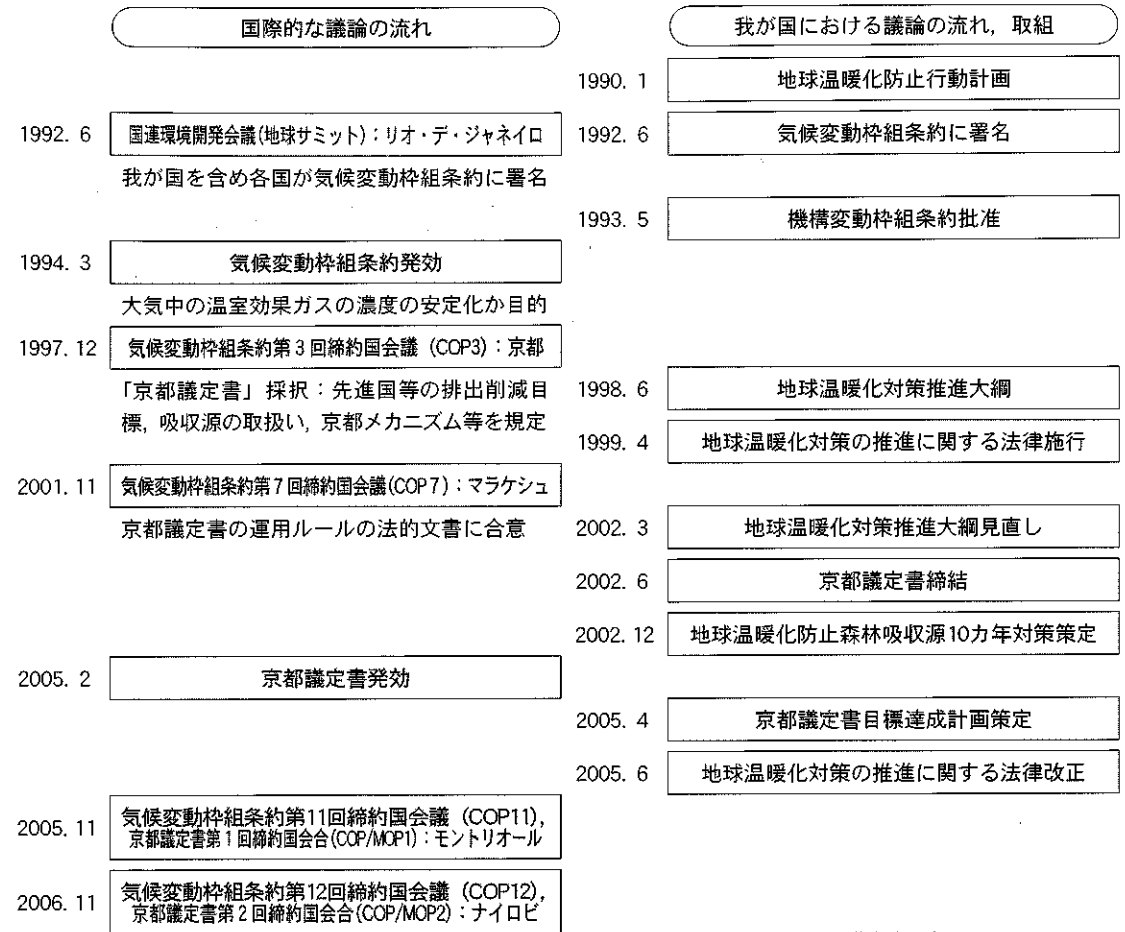 国際的な議論の流れ
我が国における議論の流れ，取組
1990. 1 地球温暖化防止行動計画
1992. 6 国連環境開発会議(地球サミット)：リオ・デ・ジャネイロ
1992. 6 気候変動枠組条約に署名
我が国を含め各国が気候変動枠組条約に署名
1993. 5 機構変動枠組条約批准
1994. 3 気候変動枠組条約発効
大気中の温室効果ガスの濃度の安定化か目的
1997. 12 気候変動枠組条約第3回締約国会議（COP3)：京都
「京都議定書」採択：先進国等の排出削減目
標, 吸収源の取扱い, 京都メカニズム等を規定
1998. 6 地球温暖化対策推進大綱
1999. 4 地球温暖化対策の推進に関する法律施行
2001. 11 気候変動枠組条約第7回締約国会議(COP7)：マラケシュ
京都議定書の運用ルールの法的文書に合意
2002. 3 地球温暖化対策推進大綱見直し
2002. 6 京都議定書締結
2002. 12 地球温暖化防止森林吸収源10カ年対策策定
2005. 2 京都議定書発効
2005. 4 京都議定書目標達成計画策定
2005. 6 地球温暖化対策の推進に関する法律改正
2005. 11 気候変動枠組条約第11回締約国会議（COP11),
京都議定書第1回締約国会合(COP/MOP1)：モントリオール
2006. 11 気候変動枠組条約第12回締約国会議（COP12),
京都議定書第2回締約国会合(COP/MOP2)：ナイロビ